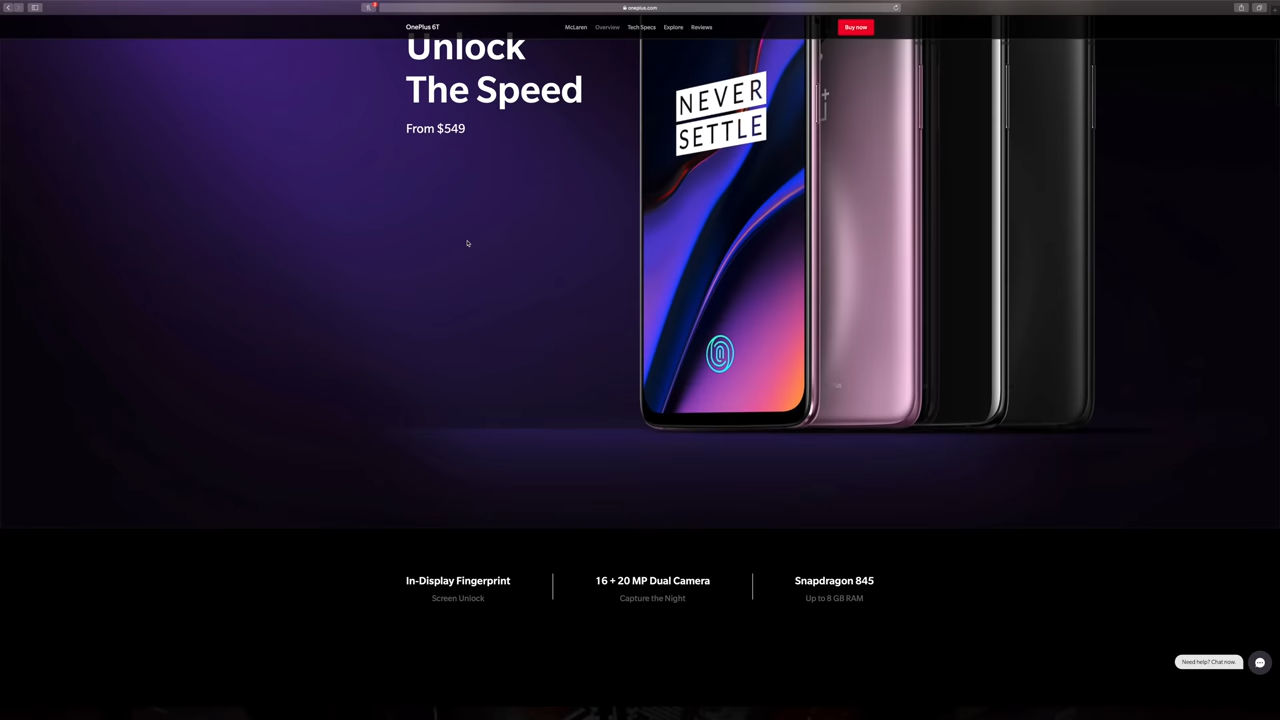 oneplus.com
OnePlus 6T
McLaren
Overview
Tech Specs
Explore
Reviews
Buy now
Unlock
The Speed
From $549
NEVER
SETTLE
In-Display Fingerprint
Screen Unlock
16 + 20 MP Dual Camera
Capture the Night
Snapdragon 845
Up to 8 GB RAM
Need help? Chat now.